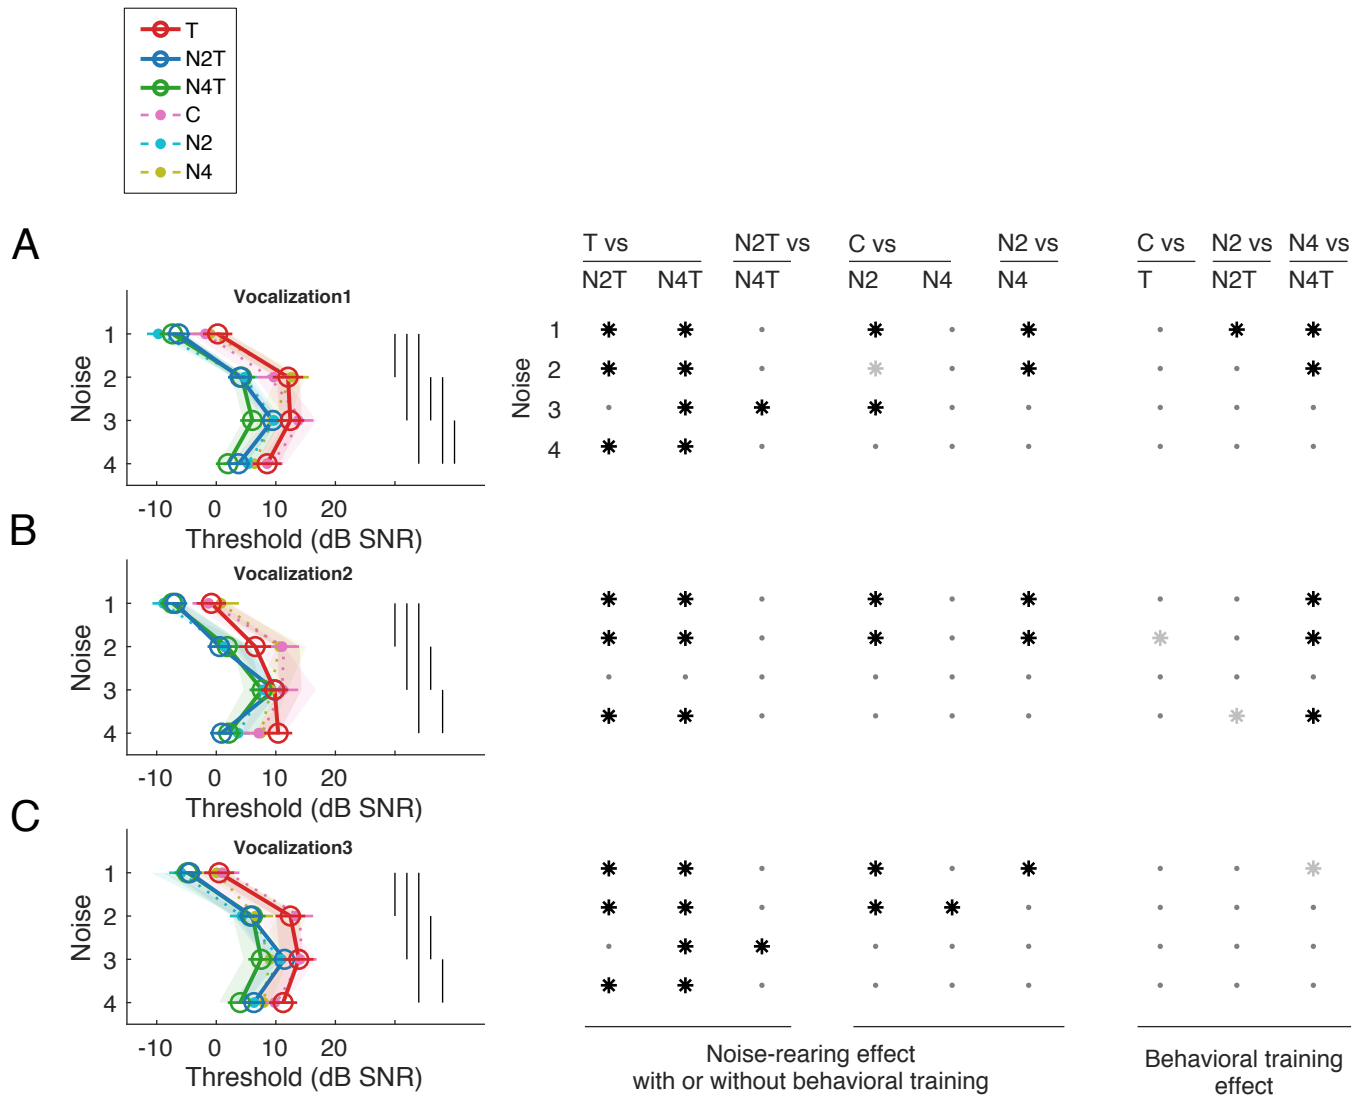 T
N2T
N4T
C
N2
N4
A
T vs N2T vs C vs N2 vs C vs N2 vs N4 vs
N2T N4T N4T N2 N4 N4 T N2T N4T
Vocalization1
Noise
1
2
3
4
-10 0 10 20
Threshold (dB SNR)
Noise
1
2
3
4
B
Vocalization2
Noise
1
2
3
4
-10 0 10 20
Threshold (dB SNR)
C
Vocalization3
Noise
1
2
3
4
-10 0 10 20
Threshold (dB SNR)
Noise-rearing effect
with or without behavioral training
Behavioral training
effect